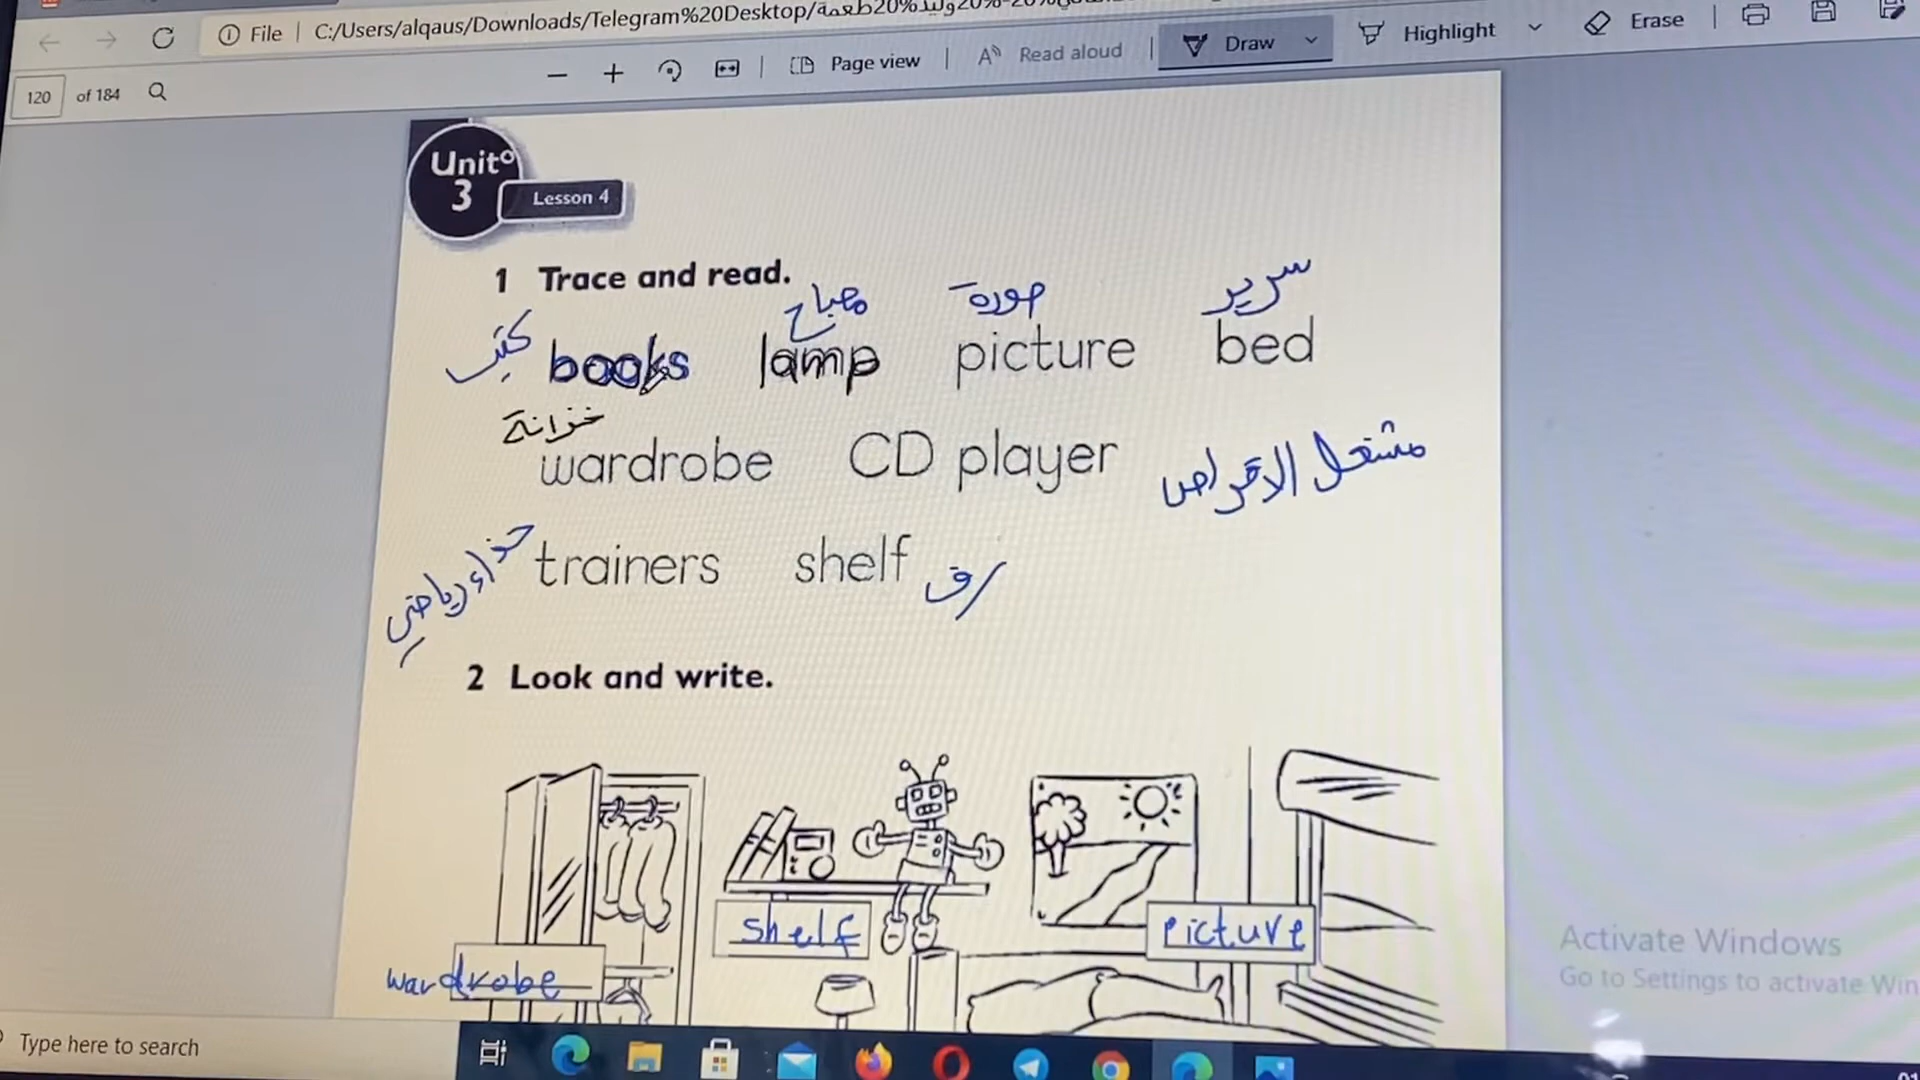 File | C:/Users/alqaus/Downloads/Telegram%20Desktop/
120 of 184
Page view | Read aloud | Draw
Highlight
Erase
Unit 3
Lesson 4
1 Trace and read.
مصباح صورة سرير
كتب books lamp picture bed
خزانة
wardrobe CD player مشغل الاقراص
حذاء رياضي trainers shelf رف
2 Look and write.
shelf picture
wardrobe
Activate Windows
Go to Settings to activate Win
Type here to search